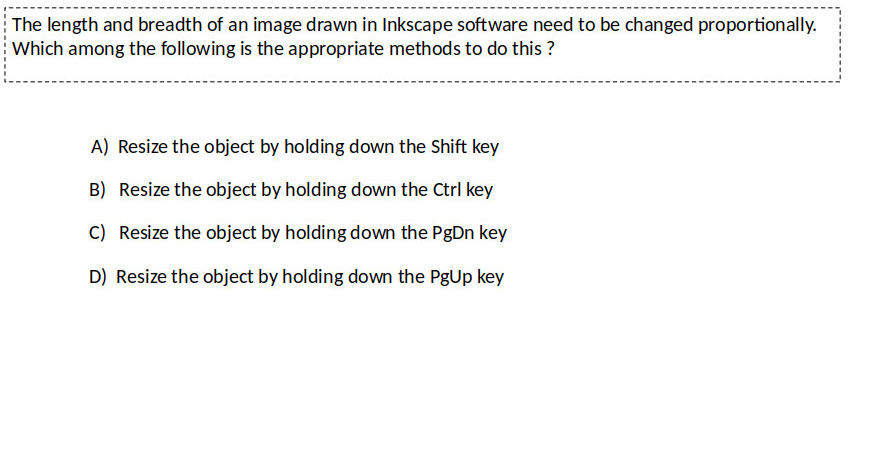 The length and breadth of an image drawn in Inkscape software need to be changed proportionally.
Which among the following is the appropriate methods to do this ?
A) Resize the object by holding down the Shift key
B) Resize the object by holding down the Ctrl key
C) Resize the object by holding down the PgDn key
D) Resize the object by holding down the PgUp key